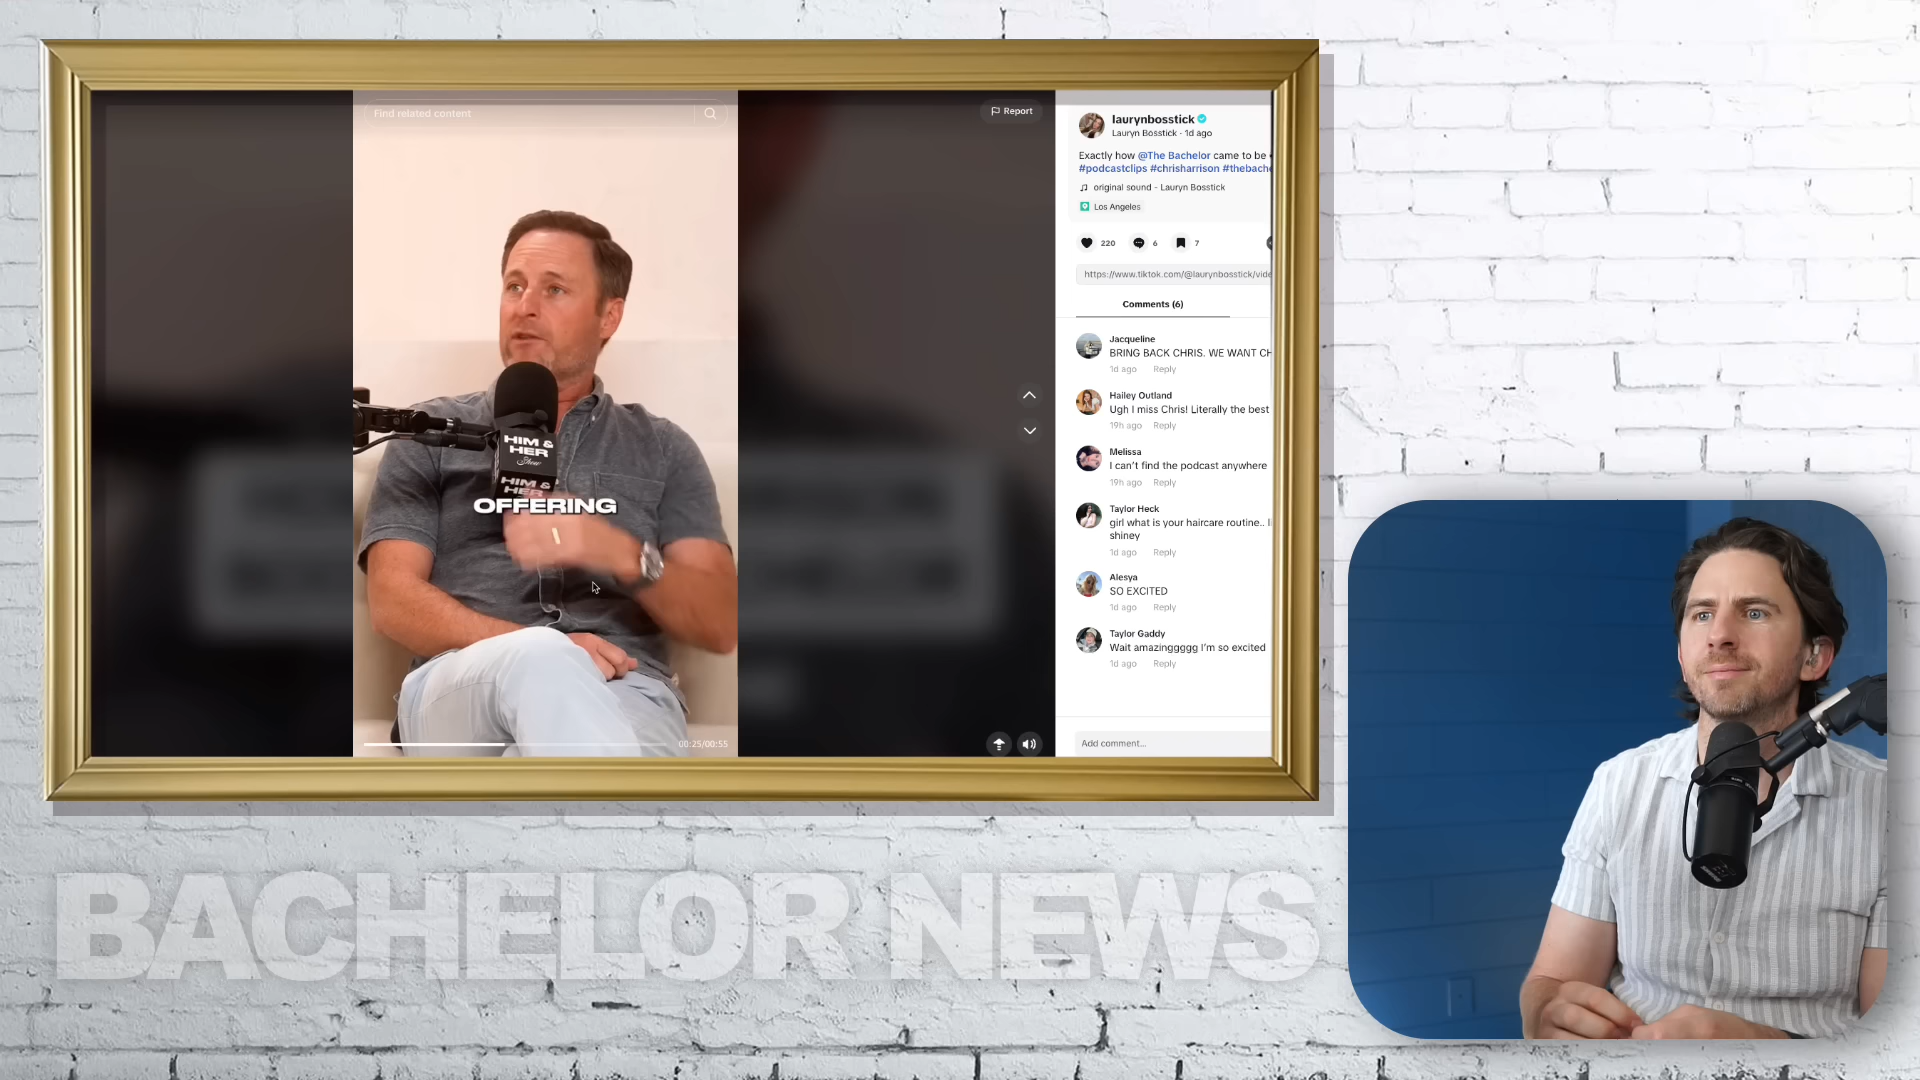 Find related content
Report
HIM &
HER
Show
HIM &
HER
OFFERING
00:25/00:55
laurynbosstick
Lauryn Bosstick · 1d ago
Exactly how @The Bachelor came to be
#podcastclips #chrisharrison #thebache
original sound - Lauryn Bosstick
Los Angeles
220
6
7
https://www.tiktok.com/@laurynbosstick/vide
Comments (6)
Jacqueline
BRING BACK CHRIS. WE WANT CH
1d ago Reply
Hailey Outland
Ugh I miss Chris! Literally the best
19h ago Reply
Melissa
I can't find the podcast anywhere
19h ago Reply
Taylor Heck
girl what is your haircare routine..
shiney
1d ago Reply
Alesya
SO EXCITED
1d ago Reply
Taylor Gaddy
Wait amazinggggg I'm so excited
1d ago Reply
Add comment...
BACHELOR NEWS